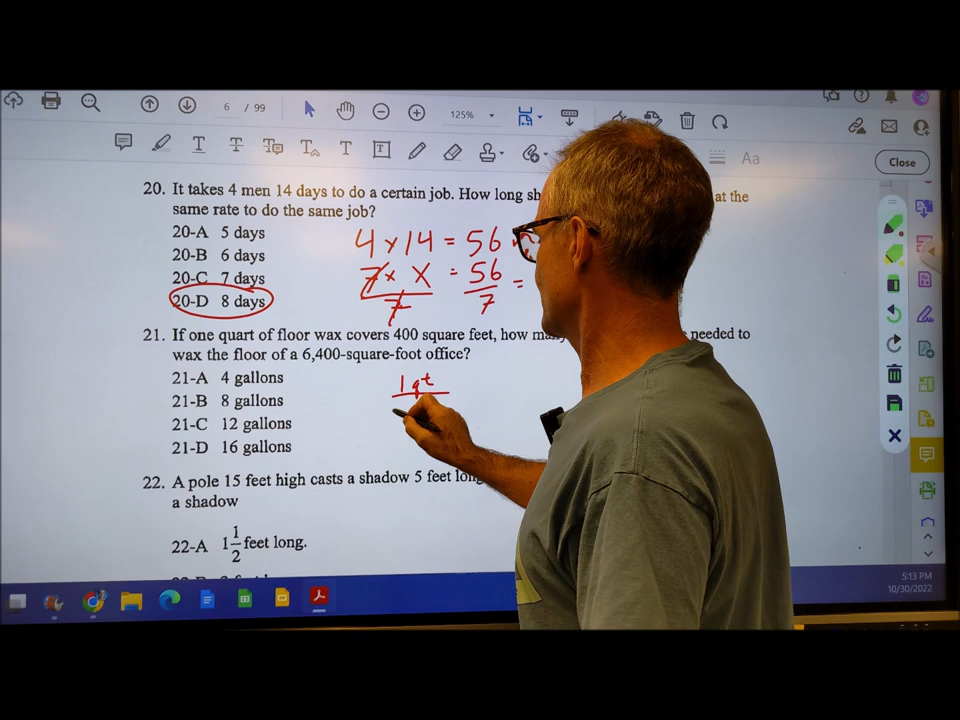 6 / 99
125%
Aa
Close
20. It takes 4 men 14 days to do a certain job. How long at the
same rate to do the same job?
20-A 5 days
20-B 6 days
20-C 7 days
20-D 8 days
4 x 14 = 56
7 x X = 56 =
7 7
21. If one quart of floor wax covers 400 square feet, how needed to
wax the floor of a 6,400-square-foot office?
21-A 4 gallons
21-B 8 gallons
21-C 12 gallons
21-D 16 gallons
1 qt
22. A pole 15 feet high casts a shadow 5 feet
a shadow
22-A 1 1/2 feet long.
5:13 PM
10/30/2022